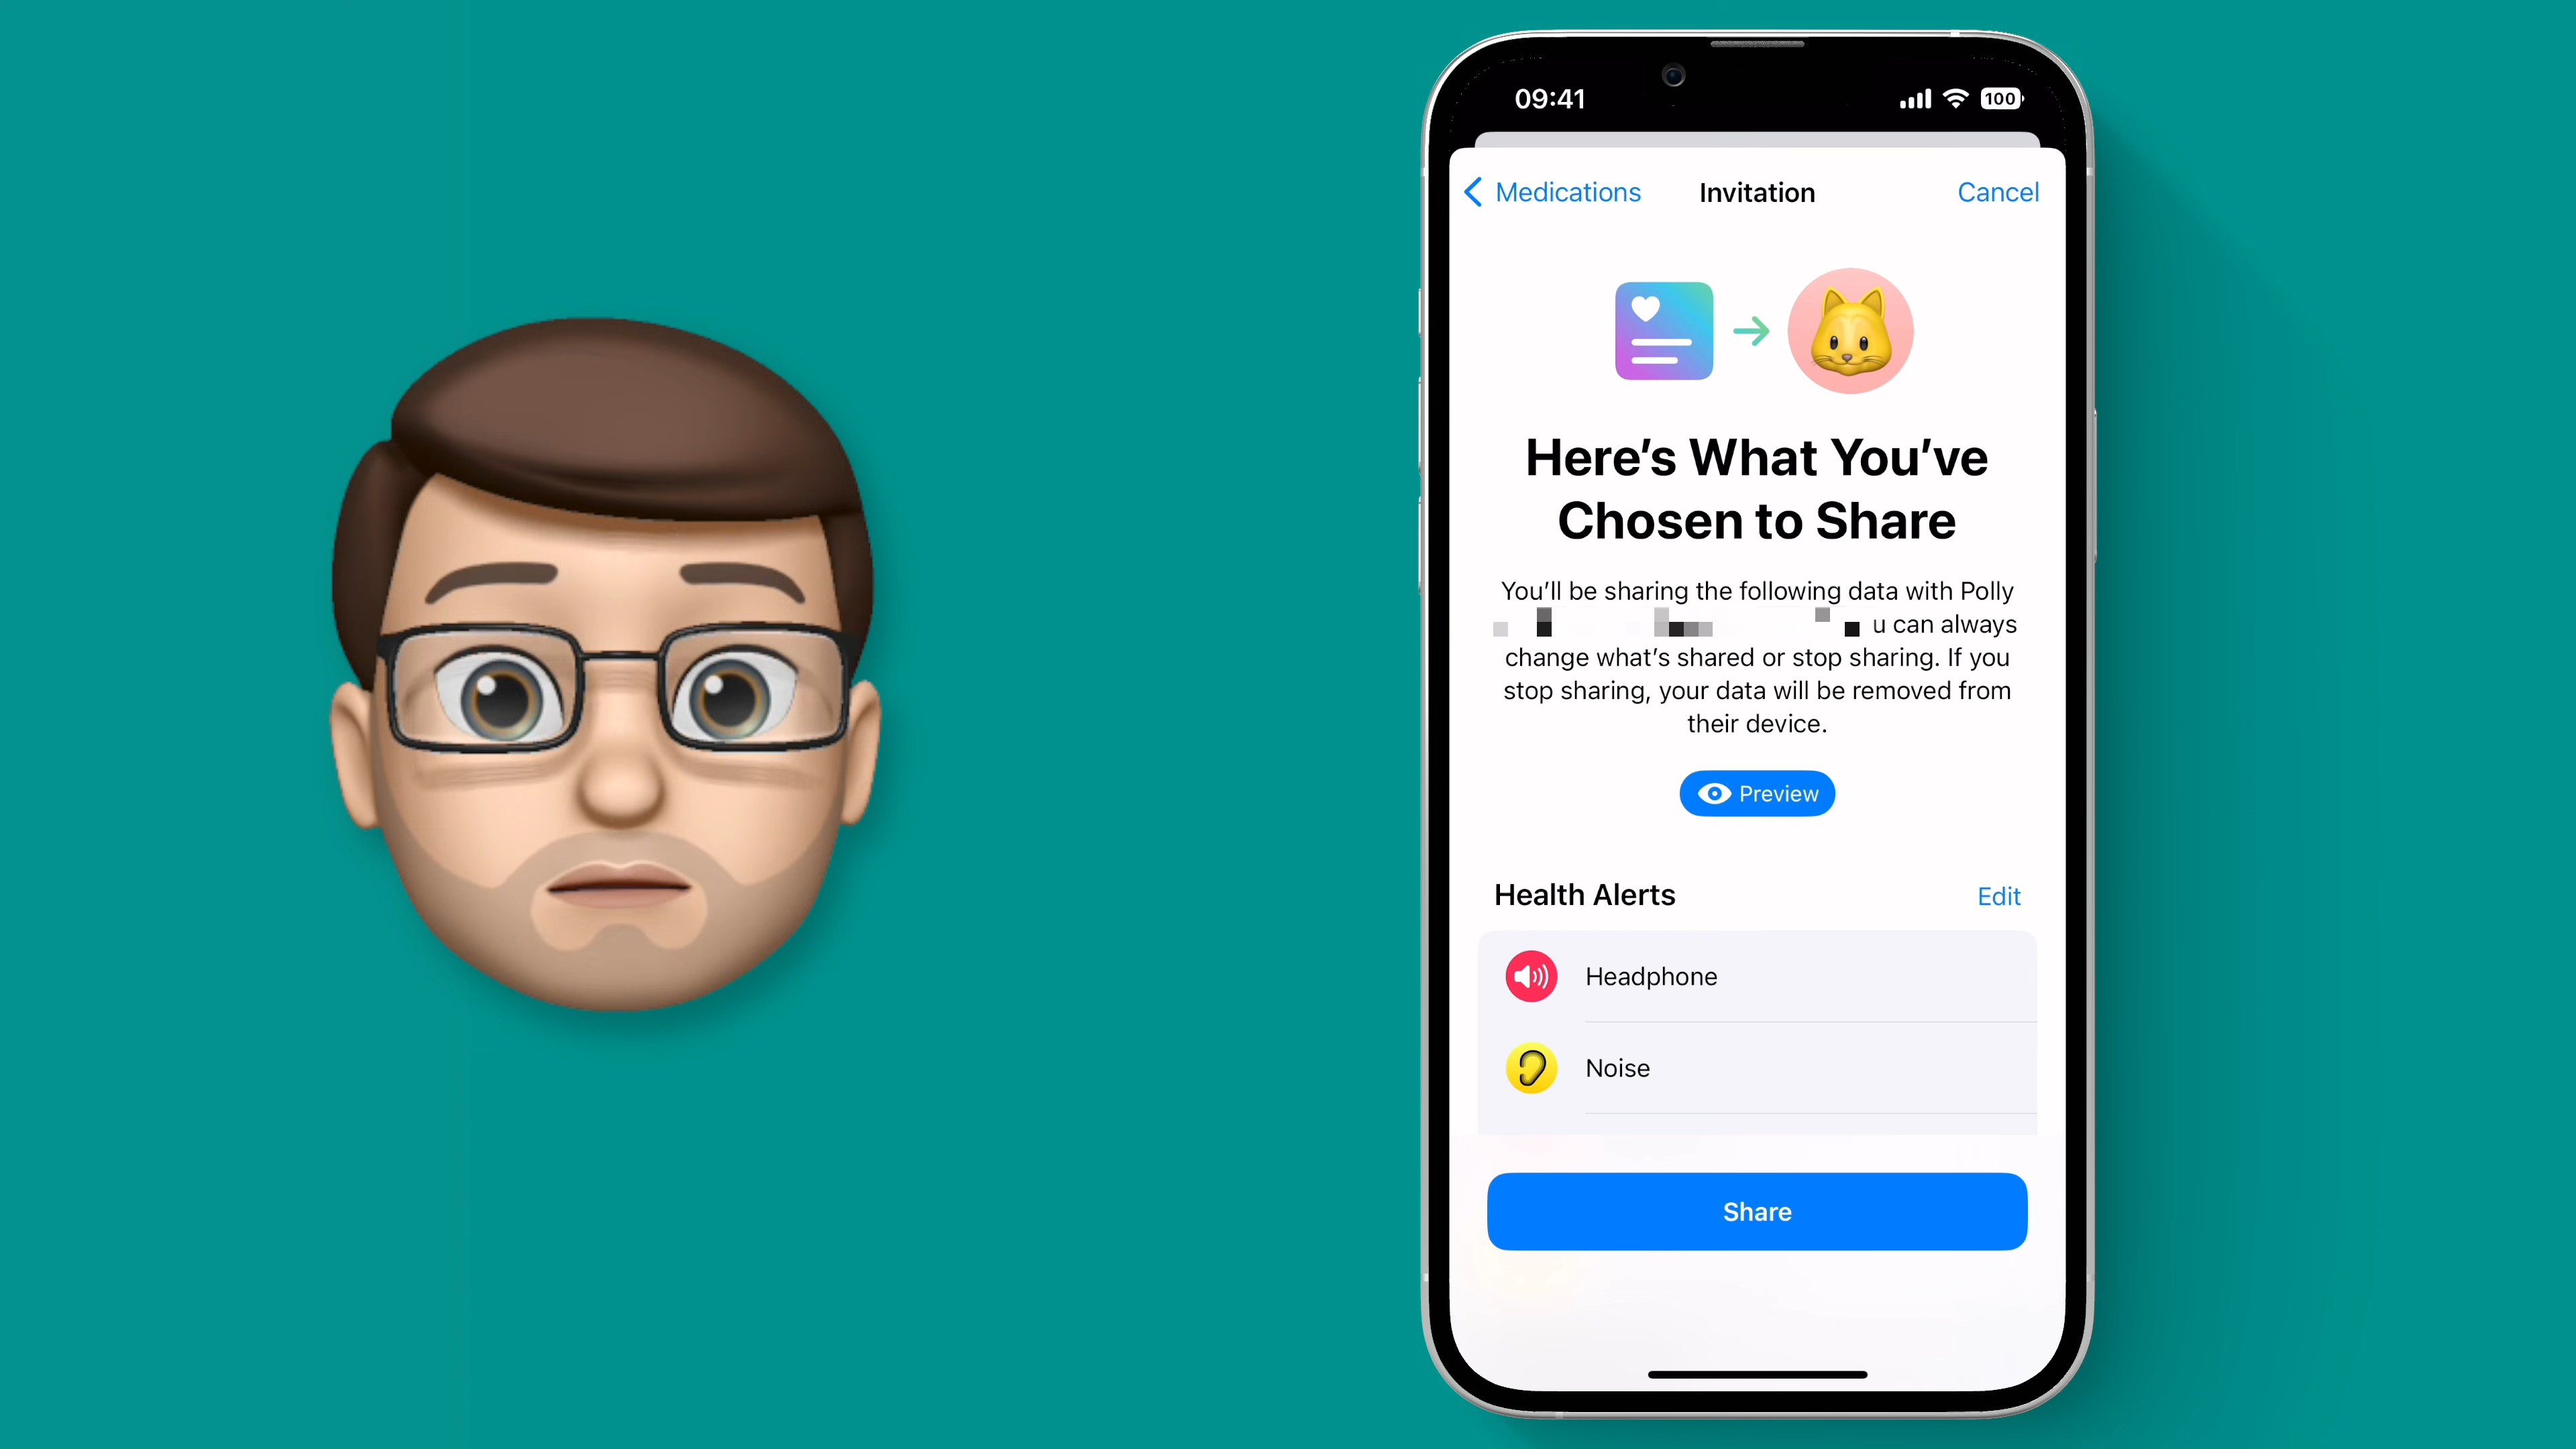 09:41
100
Medications
Invitation
Cancel
Here's What You've
Chosen to Share
You'll be sharing the following data with Polly
u can always
change what's shared or stop sharing. If you
stop sharing, your data will be removed from
their device.
Preview
Health Alerts
Edit
Headphone
Noise
Share